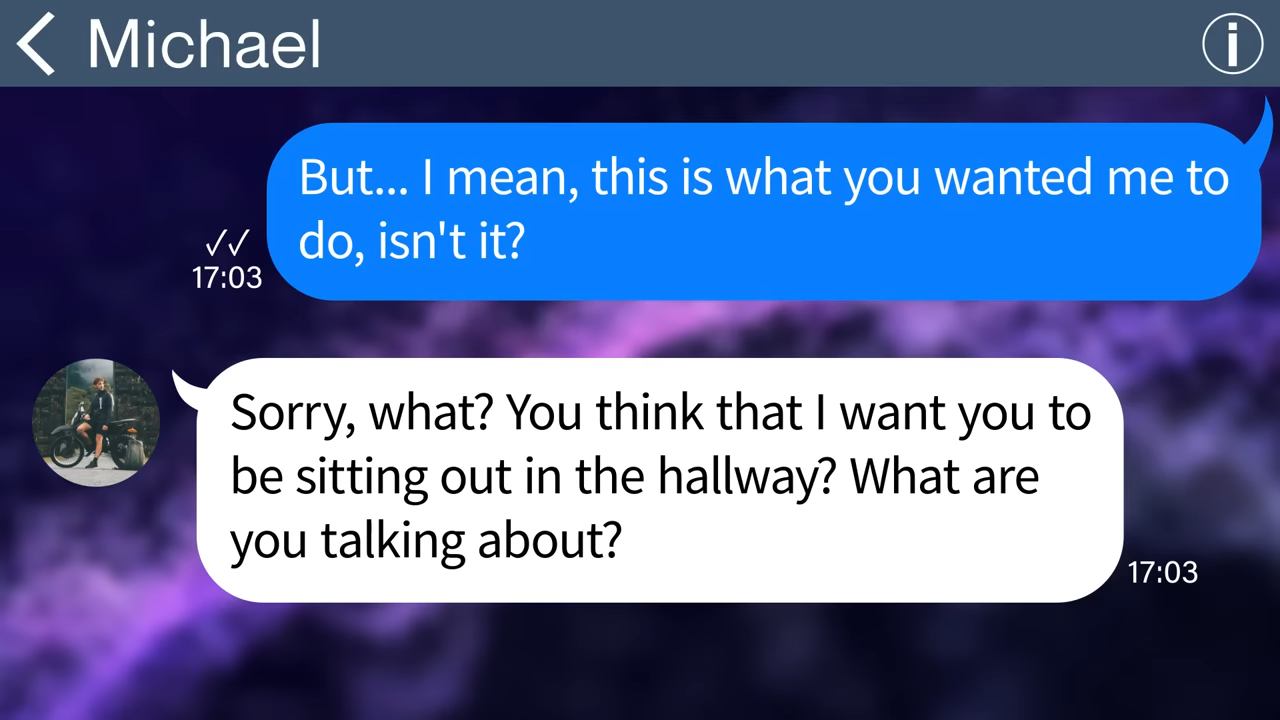 Michael
i
But... I mean, this is what you wanted me to
do, isn't it?
✓✓
17:03
Sorry, what? You think that I want you to
be sitting out in the hallway? What are
you talking about?
17:03